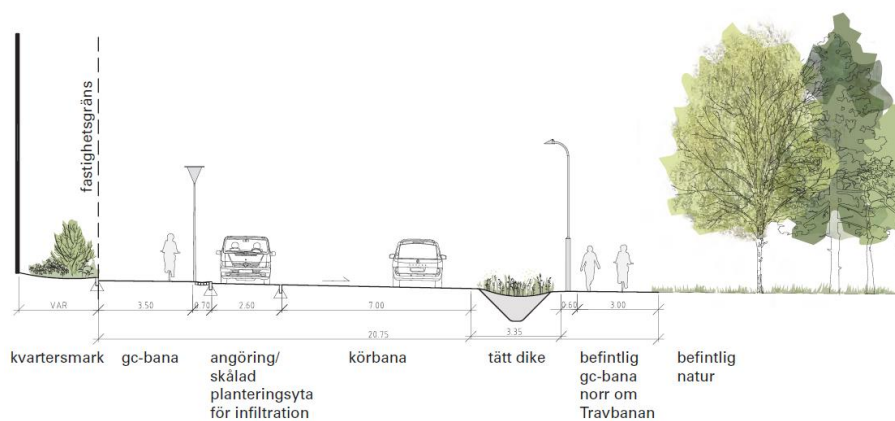 fastighetsgräns
VAR
3.50
0.70
2.60
7.00
3.35
0.60
3.00
20.75
kvartersmark
gc-bana
angöring/
skålad
planteringsyta
för infiltration
körbana
tätt dike
befintlig
gc-bana
norr om
Travbanan
befintlig
natur